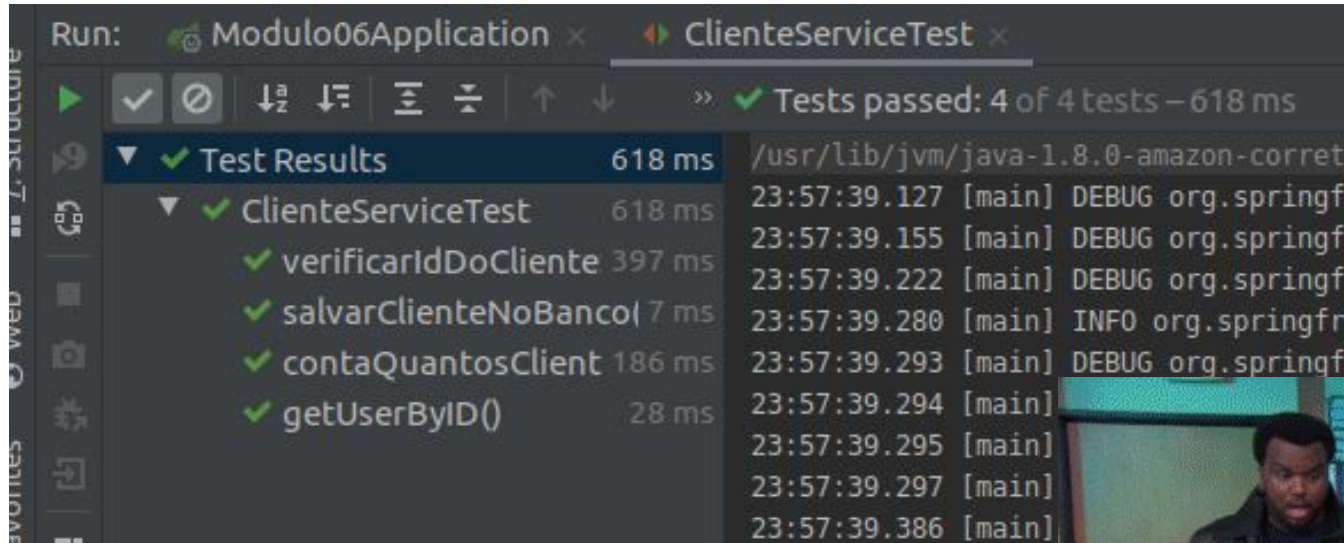 Run: Modulo06Application × ClienteServiceTest ×
» Tests passed: 4 of 4 tests – 618 ms
Test Results 618 ms
ClienteServiceTest 618 ms
verificarIdDoCliente 397 ms
salvarClienteNoBanco( 7 ms
contaQuantosClient 186 ms
getUserByID() 28 ms
/usr/lib/jvm/java-1.8.0-amazon-corret
23:57:39.127 [main] DEBUG org.springf
23:57:39.155 [main] DEBUG org.springf
23:57:39.222 [main] DEBUG org.springf
23:57:39.280 [main] INFO org.springfr
23:57:39.293 [main] DEBUG org.springf
23:57:39.294 [main]
23:57:39.295 [main]
23:57:39.297 [main]
23:57:39.386 [main]
7: Structure
Web